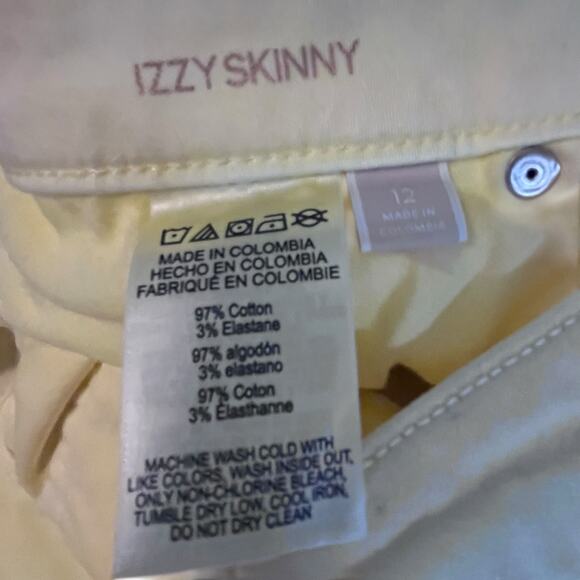 IZZY SKINNY
12
MADE IN
COLOMBIA
MADE IN COLOMBIA
HECHO EN COLOMBIA
FABRIQUÉ EN COLOMBIE
97% Cotton
3% Elastane
97% algodón
3% elastano
97% Coton
3% Élasthanne
MACHINE WASH COLD WITH
LIKE COLORS, WASH INSIDE OUT,
ONLY NON-CHLORINE BLEACH,
TUMBLE DRY LOW, COOL IRON,
DO NOT DRY CLEAN